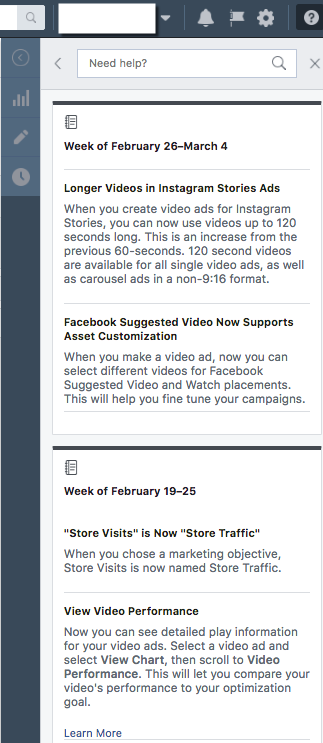 Need help?
Week of February 26–March 4
Longer Videos in Instagram Stories Ads
When you create video ads for Instagram
Stories, you can now use videos up to 120
seconds long. This is an increase from the
previous 60-seconds. 120 second videos
are available for all single video ads, as well
as carousel ads in a non-9:16 format.
Facebook Suggested Video Now Supports
Asset Customization
When you make a video ad, now you can
select different videos for Facebook
Suggested Video and Watch placements.
This will help you fine tune your campaigns.
Week of February 19–25
"Store Visits" is Now "Store Traffic"
When you chose a marketing objective,
Store Visits is now named Store Traffic.
View Video Performance
Now you can see detailed play information
for your video ads. Select a video ad and
select View Chart, then scroll to Video
Performance. This will let you compare your
video's performance to your optimization
goal.
Learn More